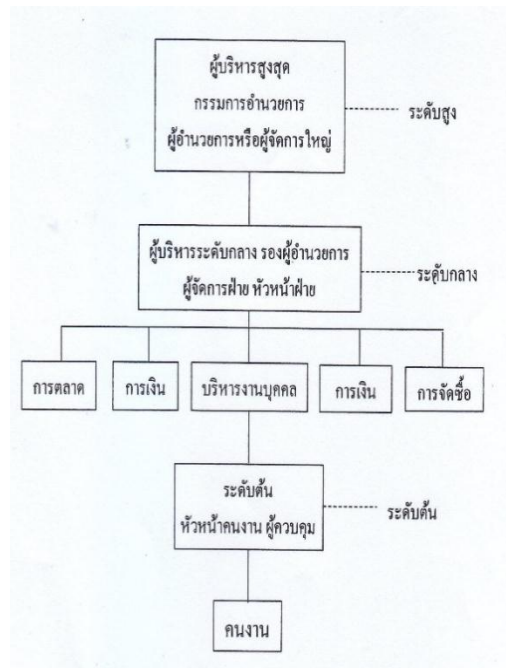 ผู้บริหารสูงสุด
กรรมการอำนวยการ
ผู้อำนวยการหรือผู้จัดการใหญ่
ระดับสูง
ผู้บริหารระดับกลาง รองผู้อำนวยการ
ผู้จัดการฝ่าย หัวหน้าฝ่าย
ระดับกลาง
การตลาด
การเงิน
บริหารงานบุคคล
การเงิน
การจัดซื้อ
ระดับต้น
หัวหน้าคนงาน ผู้ควบคุม
ระดับต้น
คนงาน